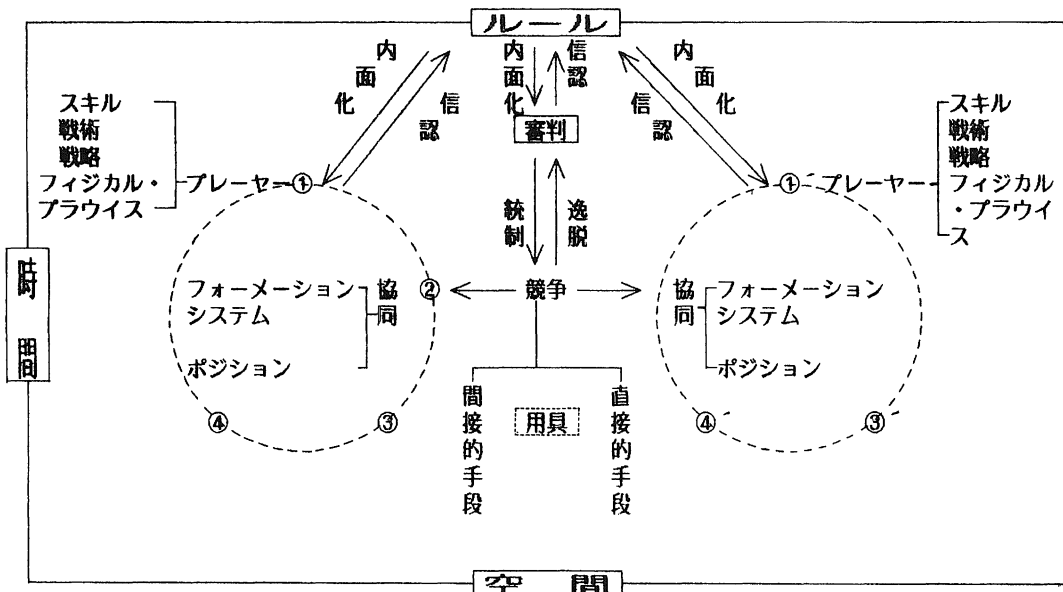 ルール
内面化
信認
内面化
信認
内面化
信認
審判
スキル
戦術
戦略
フィジカル・
プラウイス
プレーヤー
①
①´
プレーヤー
スキル
戦術
戦略
フィジカル
・プラウイ
ス
統制
逸脱
時間
フォーメーション
システム
ポジション
協同
②
競争
協同
フォーメーション
システム
ポジション
④
③
間接的手段
用具
直接的手段
④´
③´
空間